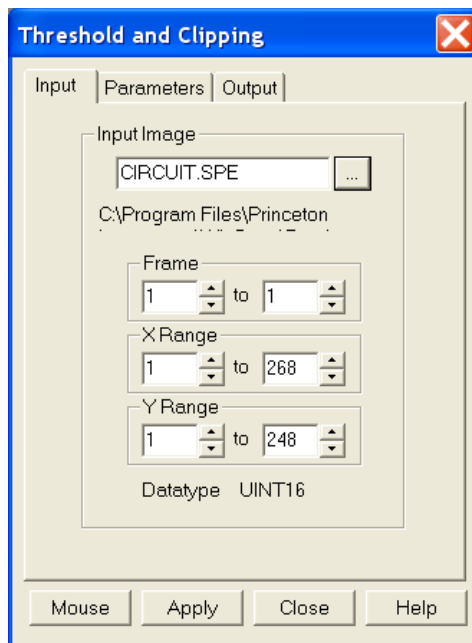 Threshold and Clipping
Input Parameters Output
Input Image
CIRCUIT.SPE ...
C:\Program Files\Princeton
Frame
1 to 1
X Range
1 to 268
Y Range
1 to 248
Datatype UINT16
Mouse Apply Close Help